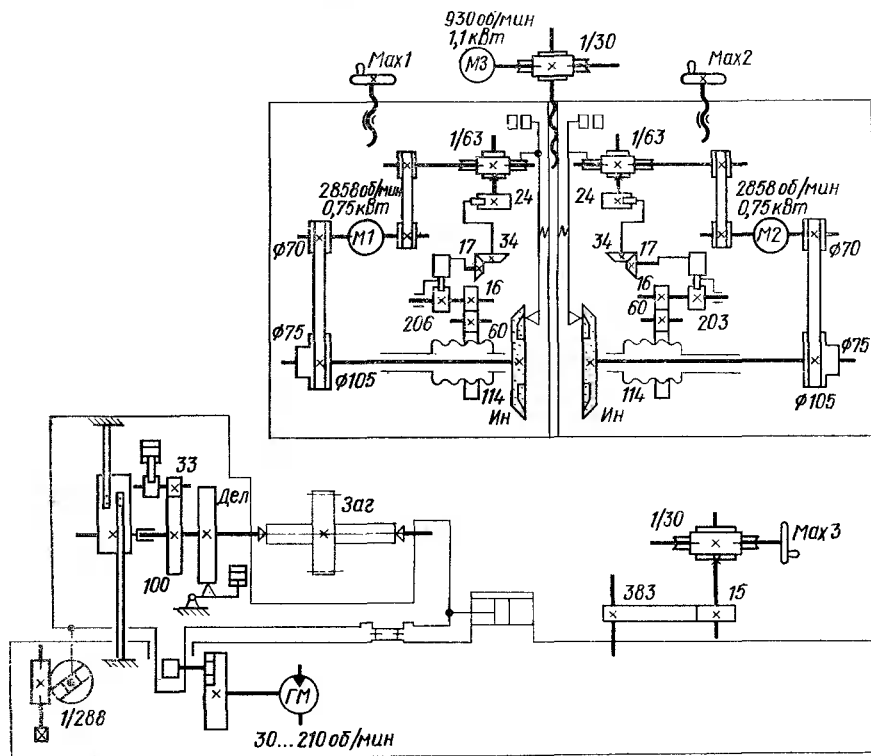 930 об/мин
1,1 кВт
М3
1/30
Мах1
Мах2
1/63
1/63
2858 об/мин
0,75 кВт
24
24
2858 об/мин
0,75 кВт
М1
М2
ϕ70
17
34
34
17
ϕ70
16
16
206
60
60
203
ϕ75
ϕ75
ϕ105
114
Ин
Ин
114
ϕ105
33
Дел
Заг
1/30
Мах3
100
383
15
1/288
ГМ
30...210 об/мин